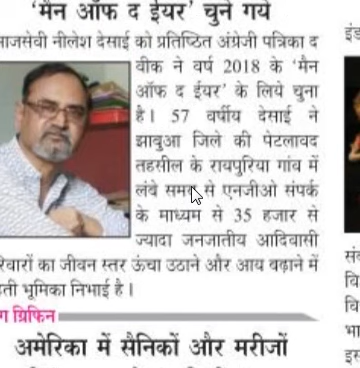 'मैन ऑफ द ईयर' चुने गये
समाजसेवी नीलेश देसाई को प्रतिष्ठित अंग्रेजी पत्रिका द
वीक ने वर्ष 2018 के 'मैन
ऑफ द ईयर' के लिये चुना
है। 57 वर्षीय देसाई ने
झाबुआ जिले की पेटलावद
तहसील के रायपुरिया गांव में
लंबे समय से एनजीओ संपर्क
के माध्यम से 35 हजार से
ज्यादा जनजातीय आदिवासी
रिवारों का जीवन स्तर ऊंचा उठाने और आय बढ़ाने में
हती भूमिका निभाई है।
ग ग्रिफिन
अमेरिका में सैनिकों और मरीजों